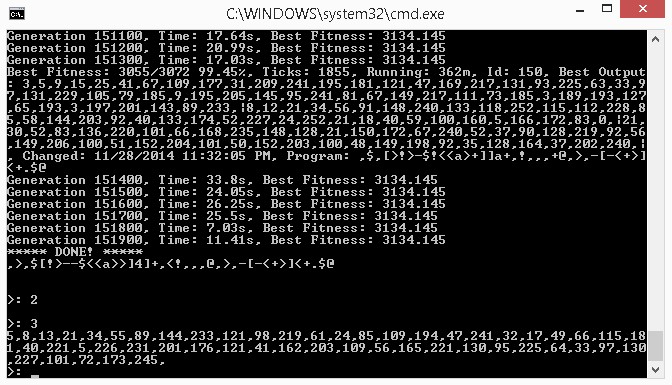 C:\WINDOWS\system32\cmd.exe
Generation 151100, Time: 17.64s, Best Fitness: 3134.145
Generation 151200, Time: 20.99s, Best Fitness: 3134.145
Generation 151300, Time: 17.03s, Best Fitness: 3134.145
Best Fitness: 3055/3072 99.45%, Ticks: 1855, Running: 362m, Id: 150, Best Output
: 3,5,9,15,25,41,67,109,177,31,209,241,195,181,121,47,169,217,131,93,225,63,33,9
7,131,229,105,79,185,9,195,205,145,95,241,81,67,149,217,111,73,185,3,189,193,127
,65,193,3,197,201,143,89,233,¦8,12,21,34,56,91,148,240,133,118,252,115,112,228,8
5,58,144,203,92,40,133,174,52,227,24,252,21,18,40,59,100,160,5,166,172,83,0,¦21,
30,52,83,136,220,101,66,168,235,148,128,21,150,172,67,240,52,37,90,128,219,92,56
,149,206,100,51,152,204,101,50,152,203,100,48,149,198,92,35,128,164,37,202,240,¦
, Changed: 11/28/2014 11:32:05 PM, Program: ,$,[>!>-$!<<a>+]]a+,!,,,+@,>,-[-<+>]
<+.$@
Generation 151400, Time: 33.8s, Best Fitness: 3134.145
Generation 151500, Time: 24.05s, Best Fitness: 3134.145
Generation 151600, Time: 26.25s, Best Fitness: 3134.145
Generation 151700, Time: 25.5s, Best Fitness: 3134.145
Generation 151800, Time: 7.03s, Best Fitness: 3134.145
Generation 151900, Time: 11.41s, Best Fitness: 3134.145
***** DONE! *****
,>,$[!>--$<<a>>]4]+,<!,,,@,>,-[-<+>]<+.$@
>: 2
>: 3
5,8,13,21,34,55,89,144,233,121,98,219,61,24,85,109,194,47,241,32,17,49,66,115,18
1,40,221,5,226,231,201,176,121,41,162,203,109,56,165,221,130,95,225,64,33,97,130
,227,101,72,173,245,
>: _